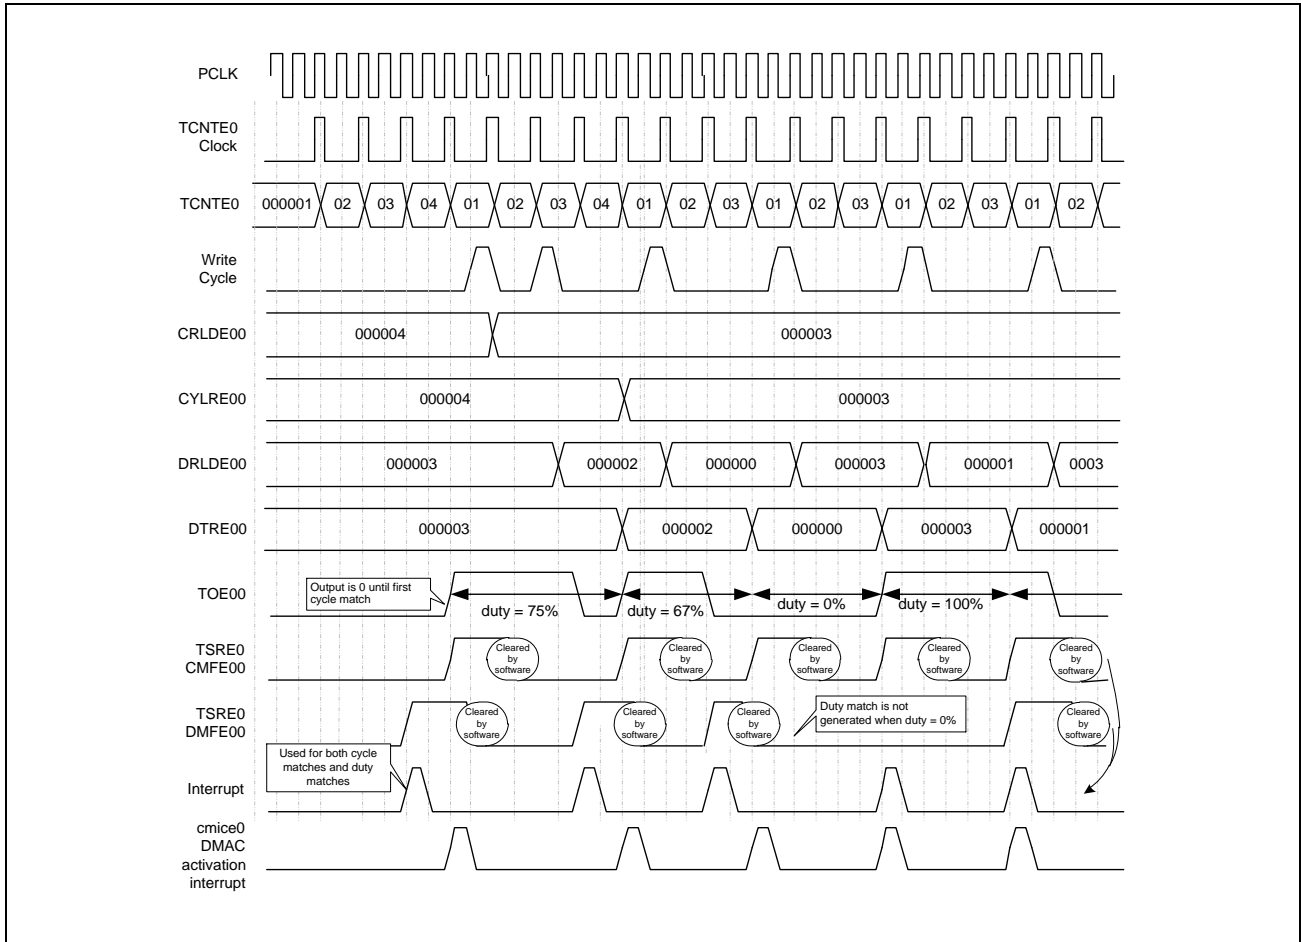 PCLK
TCNTE0
Clock
TCNTE0
000001 02 03 04 01 02 03 04 01 02 03 01 02 03 01 02 03 01 02
Write
Cycle
CRLDE00
000004 000003
CYLRE00
000004 000003
DRLDE00
000003 000002 000000 000003 000001 0003
DTRE00
000003 000002 000000 000003 000001
TOE00
Output is 0 until first
cycle match
duty = 75% duty = 67% duty = 0% duty = 100%
TSRE0
CMFE00
Cleared
by
software
Cleared
by
software
Cleared
by
software
Cleared
by
software
Cleared
by
software
TSRE0
DMFE00
Cleared
by
software
Cleared
by
software
Cleared
by
software
Duty match is not
generated when duty = 0%
Cleared
by
software
Used for both cycle
matches and duty
matches
Interrupt
cmice0
DMAC
activation
interrupt